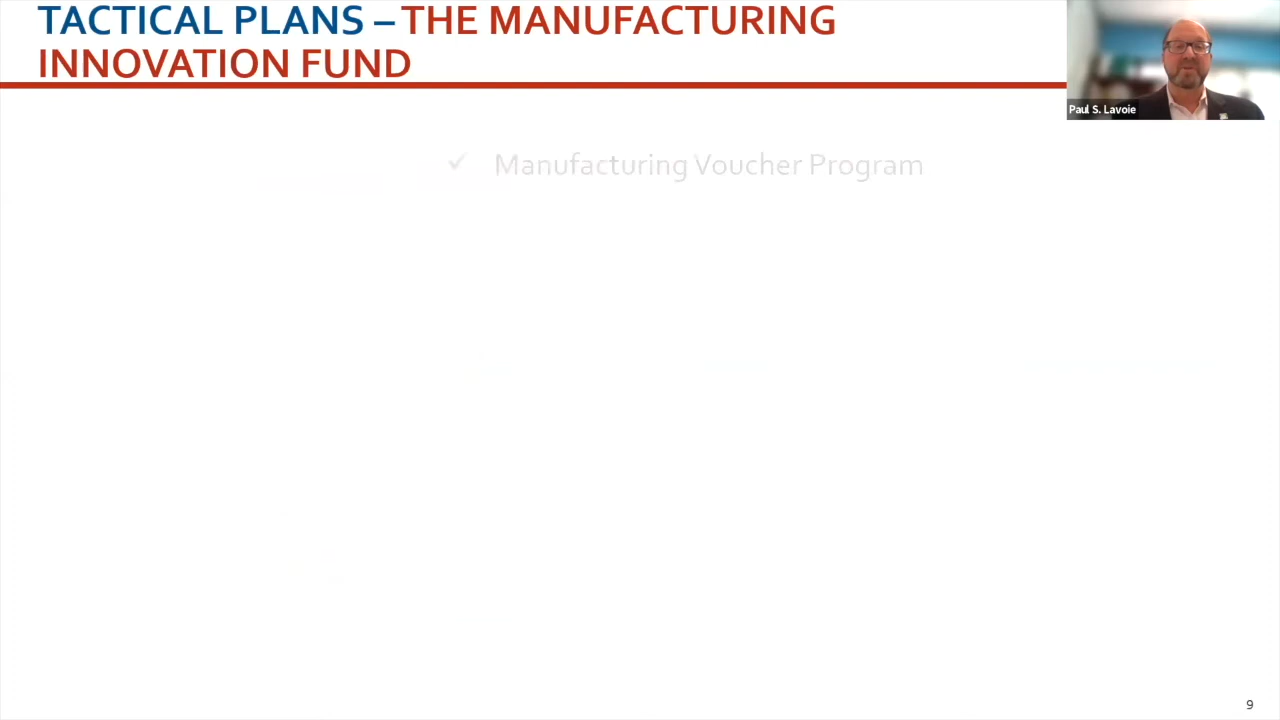 TACTICAL PLANS – THE MANUFACTURING
INNOVATION FUND
Paul S. Lavoie
✓ Manufacturing Voucher Program
9